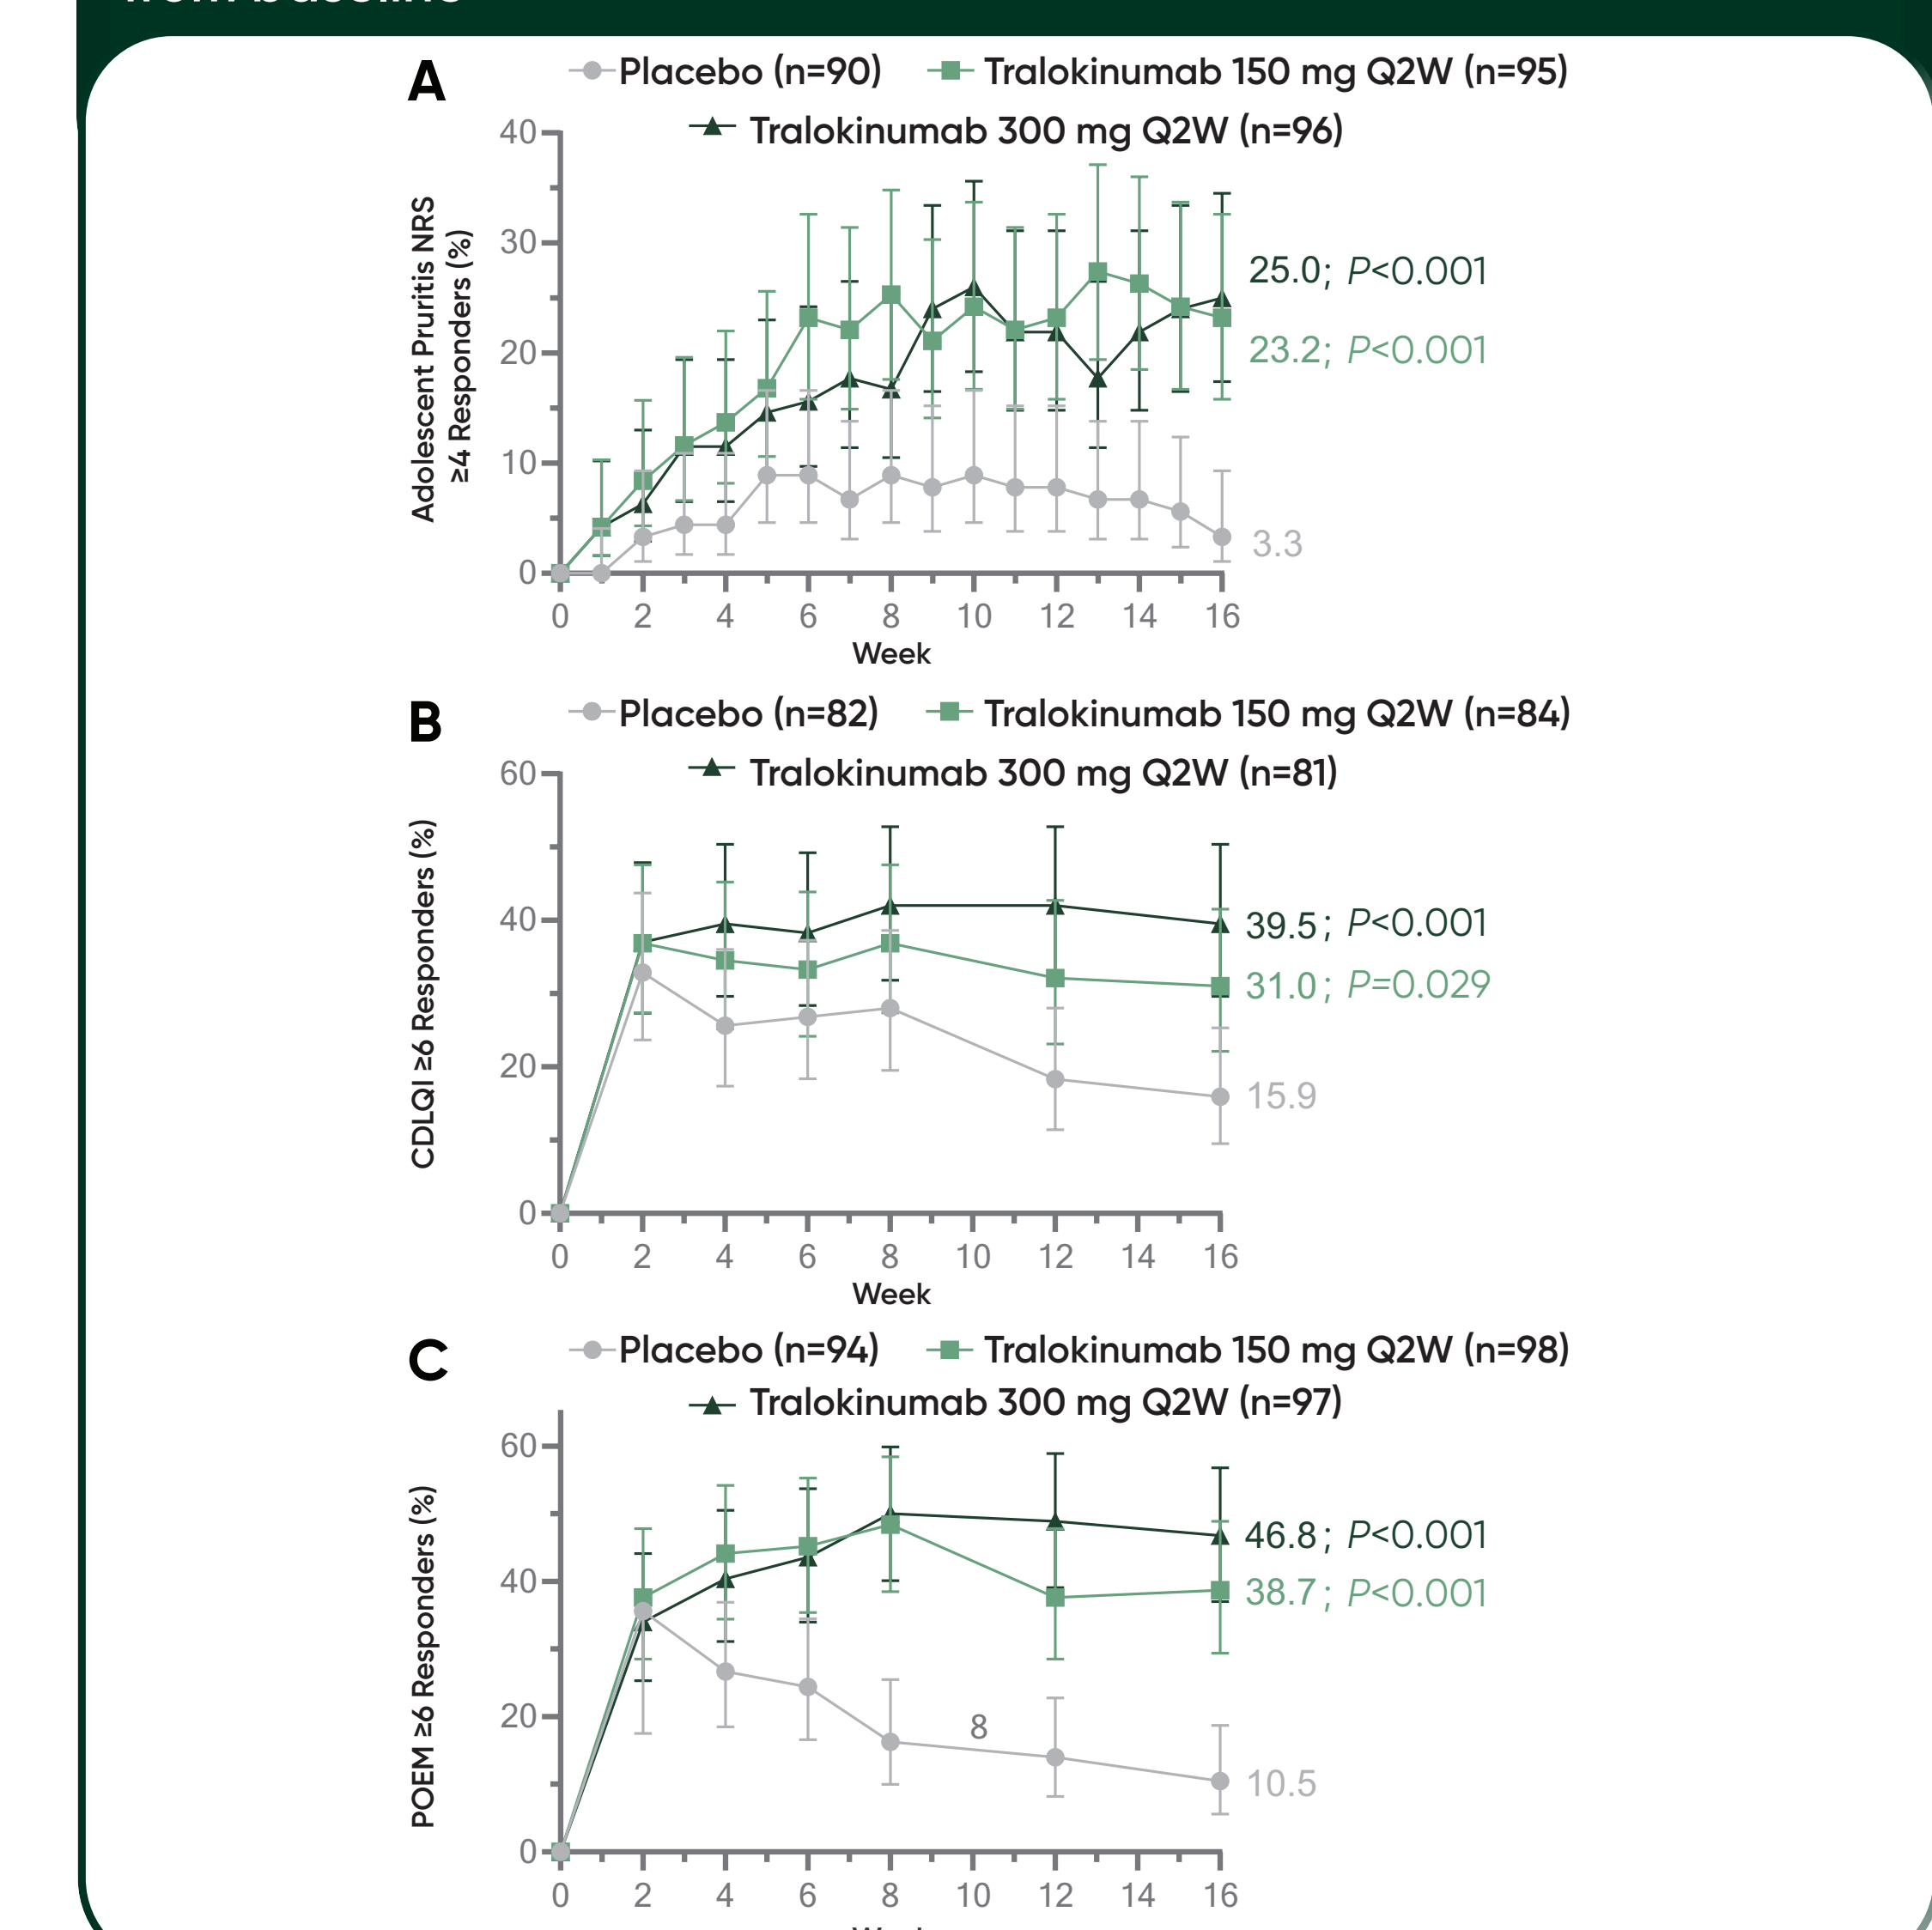 from baseline
A
Placebo (n=90) Tralokinumab 150 mg Q2W (n=95)
Tralokinumab 300 mg Q2W (n=96)
Adolescent Pruritis NRS
≥4 Responders (%)
40
30
20
10
0
25.0; P<0.001
23.2; P<0.001
3.3
0 2 4 6 8 10 12 14 16
Week
B
Placebo (n=82) Tralokinumab 150 mg Q2W (n=84)
Tralokinumab 300 mg Q2W (n=81)
CDLQI ≥6 Responders (%)
60
40
20
0
39.5; P<0.001
31.0; P=0.029
15.9
0 2 4 6 8 10 12 14 16
Week
C
Placebo (n=94) Tralokinumab 150 mg Q2W (n=98)
Tralokinumab 300 mg Q2W (n=97)
POEM ≥6 Responders (%)
60
40
20
0
46.8; P<0.001
38.7; P<0.001
8
10.5
0 2 4 6 8 10 12 14 16